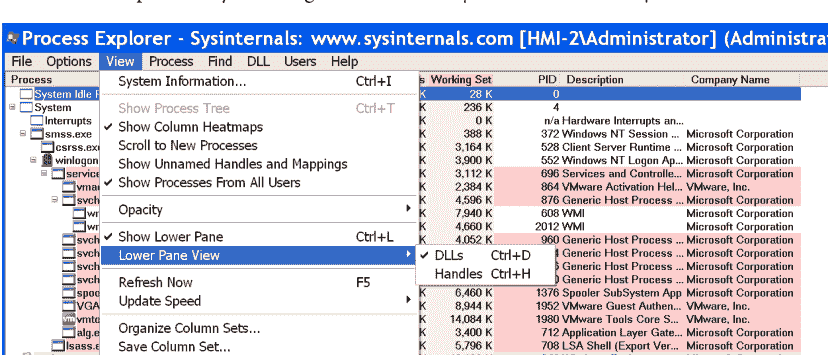 Process Explorer - Sysinternals: www.sysinternals.com [HMI-2\Administrator] (Administra
File Options View Process Find DLL Users Help
Process Working Set PID Description Company Name
System Idle 28 K 0
System K 236 K 4
Interrupts K 0 K n/a Hardware Interrupts an...
smss.exe K 388 K 372 Windows NT Session ... Microsoft Corporation
csrss.ex K 3,164 K 528 Client Server Runtime ... Microsoft Corporation
winlogon K 3,900 K 552 Windows NT Logon Ap... Microsoft Corporation
service K 3,112 K 696 Services and Controlle... Microsoft Corporation
vma K 2,384 K 864 VMware Activation Hel... VMware, Inc.
svch K 4,596 K 876 Generic Host Process ... Microsoft Corporation
K 7,940 K 608 WMI Microsoft Corporation
K 4,660 K 2012 WMI Microsoft Corporation
svch K 4,052 K 960 Generic Host Process ... Microsoft Corporation
svch Generic Host Process ... Microsoft Corporation
svch Generic Host Process ... Microsoft Corporation
svch Generic Host Process ... Microsoft Corporation
spoo K 6,460 K 1376 Spooler SubSystem App Microsoft Corporation
VGA K 8,944 K 1952 VMware Guest Authen... VMware, Inc.
vmto K 14,084 K 1980 VMware Tools Core S... VMware, Inc.
alg.e K 3,400 K 712 Application Layer Gate... Microsoft Corporation
lsass.e K 5,796 K 708 LSA Shell (Export Ver... Microsoft Corporation
System Information... Ctrl+I
Show Process Tree Ctrl+T
Show Column Heatmaps
Scroll to New Processes
Show Unnamed Handles and Mappings
Show Processes From All Users
Opacity
Show Lower Pane Ctrl+L
Lower Pane View
DLLs Ctrl+D
Handles Ctrl+H
Refresh Now F5
Update Speed
Organize Column Sets...
Save Column Set...